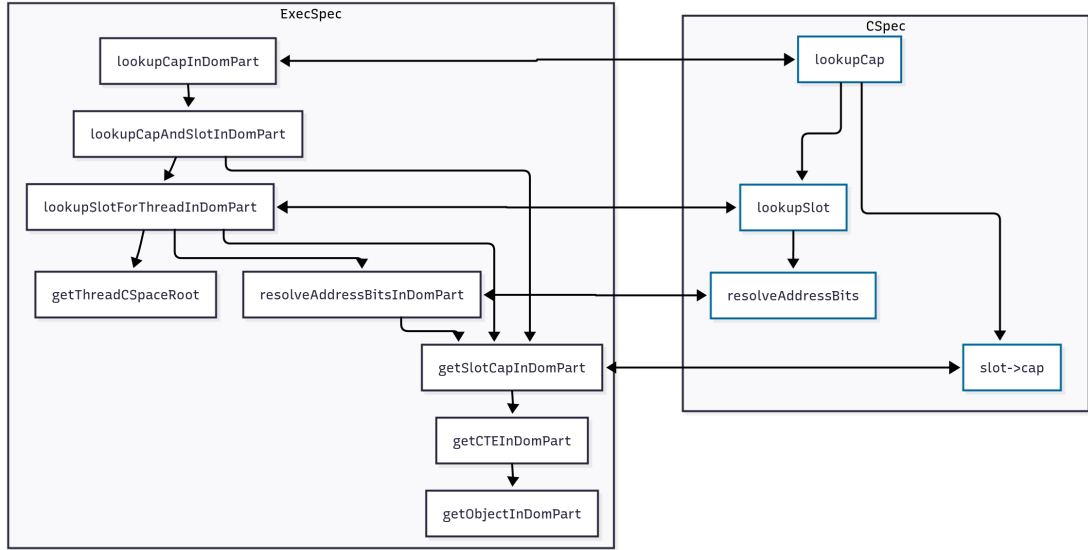 ExecSpec
CSpec
lookupCapInDomPart
lookupCap
lookupCapAndSlotInDomPart
lookupSlotForThreadInDomPart
lookupSlot
getThreadCSpaceRoot
resolveAddressBitsInDomPart
resolveAddressBits
getSlotCapInDomPart
slot->cap
getCTEInDomPart
getObjectInDomPart